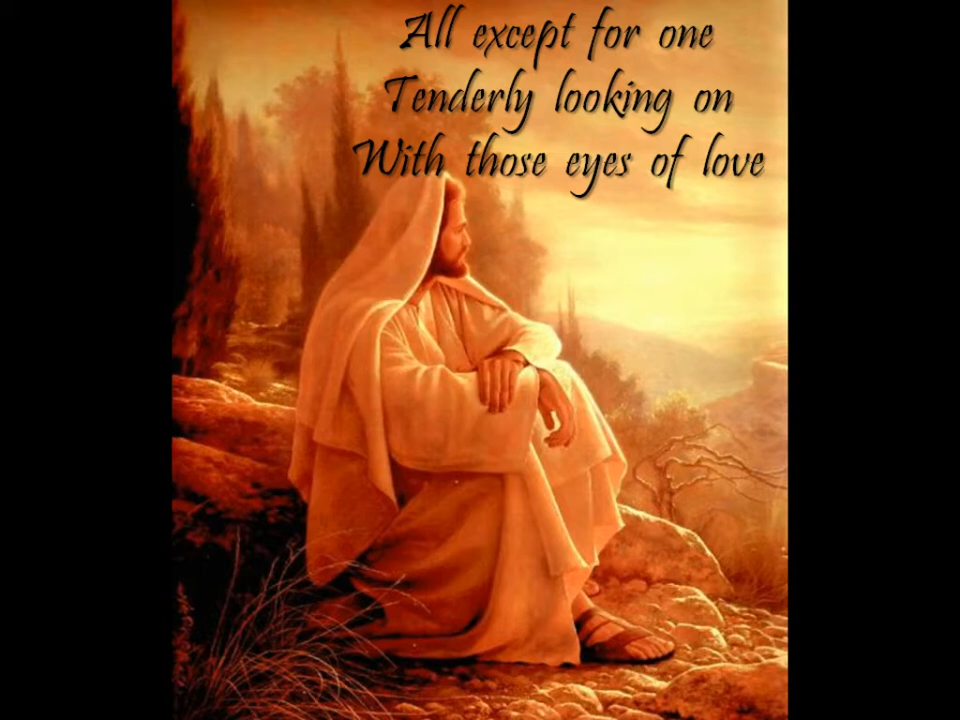 All except for one
Tenderly looking on
With those eyes of love